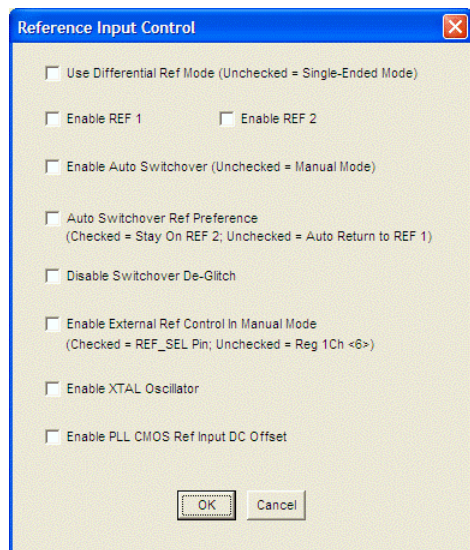 Reference Input Control
Use Differential Ref Mode (Unchecked = Single-Ended Mode)
Enable REF 1 Enable REF 2
Enable Auto Switchover (Unchecked = Manual Mode)
Auto Switchover Ref Preference
(Checked = Stay On REF 2; Unchecked = Auto Return to REF 1)
Disable Switchover De-Glitch
Enable External Ref Control In Manual Mode
(Checked = REF_SEL Pin; Unchecked = Reg 1Ch <6>)
Enable XTAL Oscillator
Enable PLL CMOS Ref Input DC Offset
OK Cancel